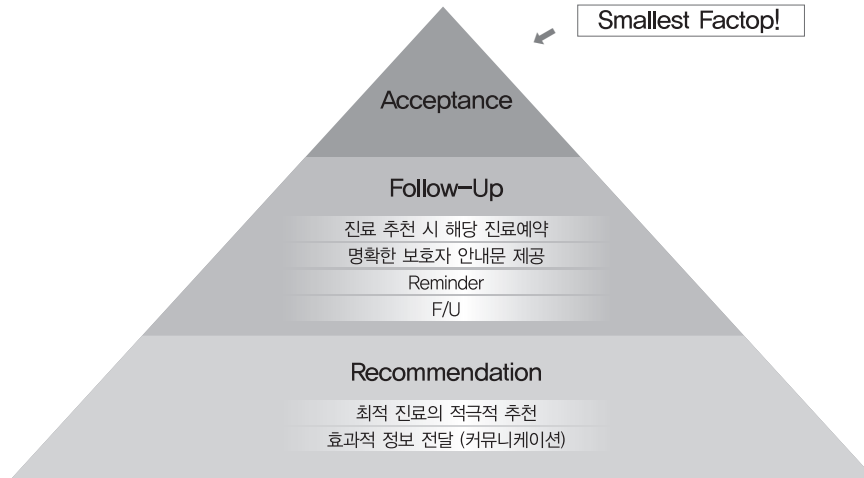 Smallest Factop!
Acceptance
Follow-Up
진료 추천 시 해당 진료예약
명확한 보호자 안내문 제공
Reminder
F/U
Recommendation
최적 진료의 적극적 추천
효과적 정보 전달 (커뮤니케이션)